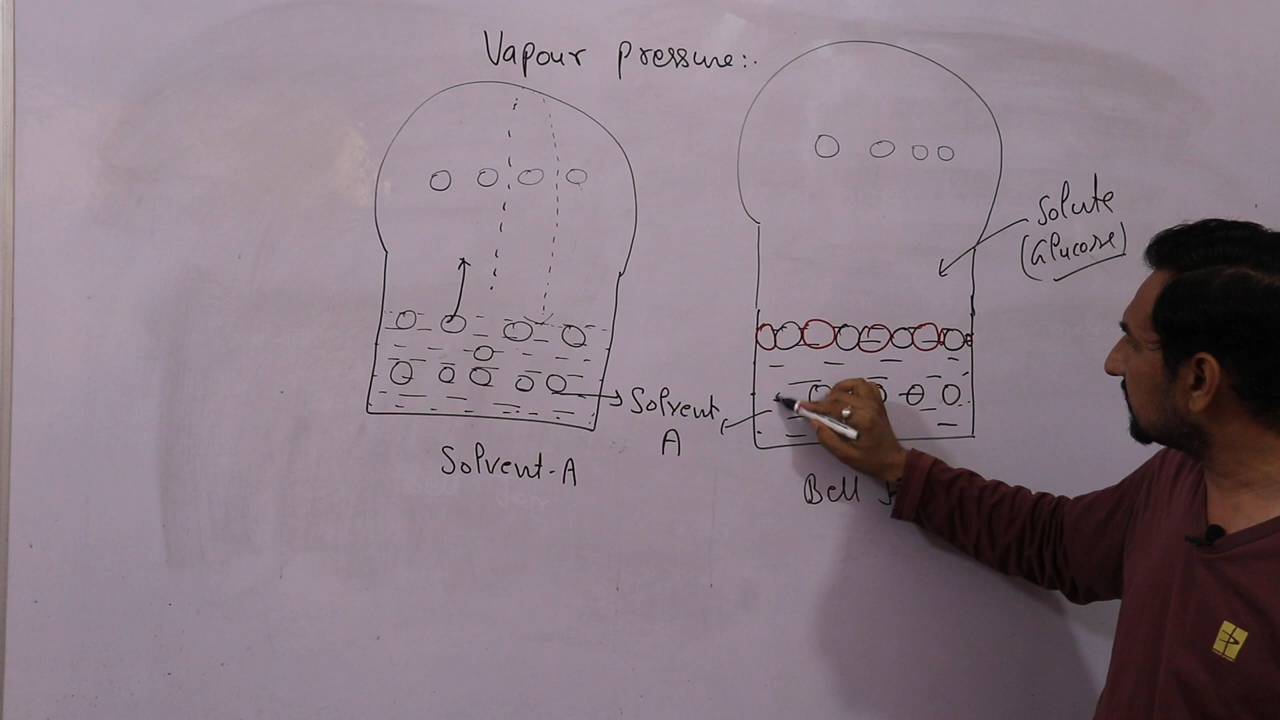 Vapour pressure:-
Solute
(Glucose)
Solvent
A
Solvent-A
Bell